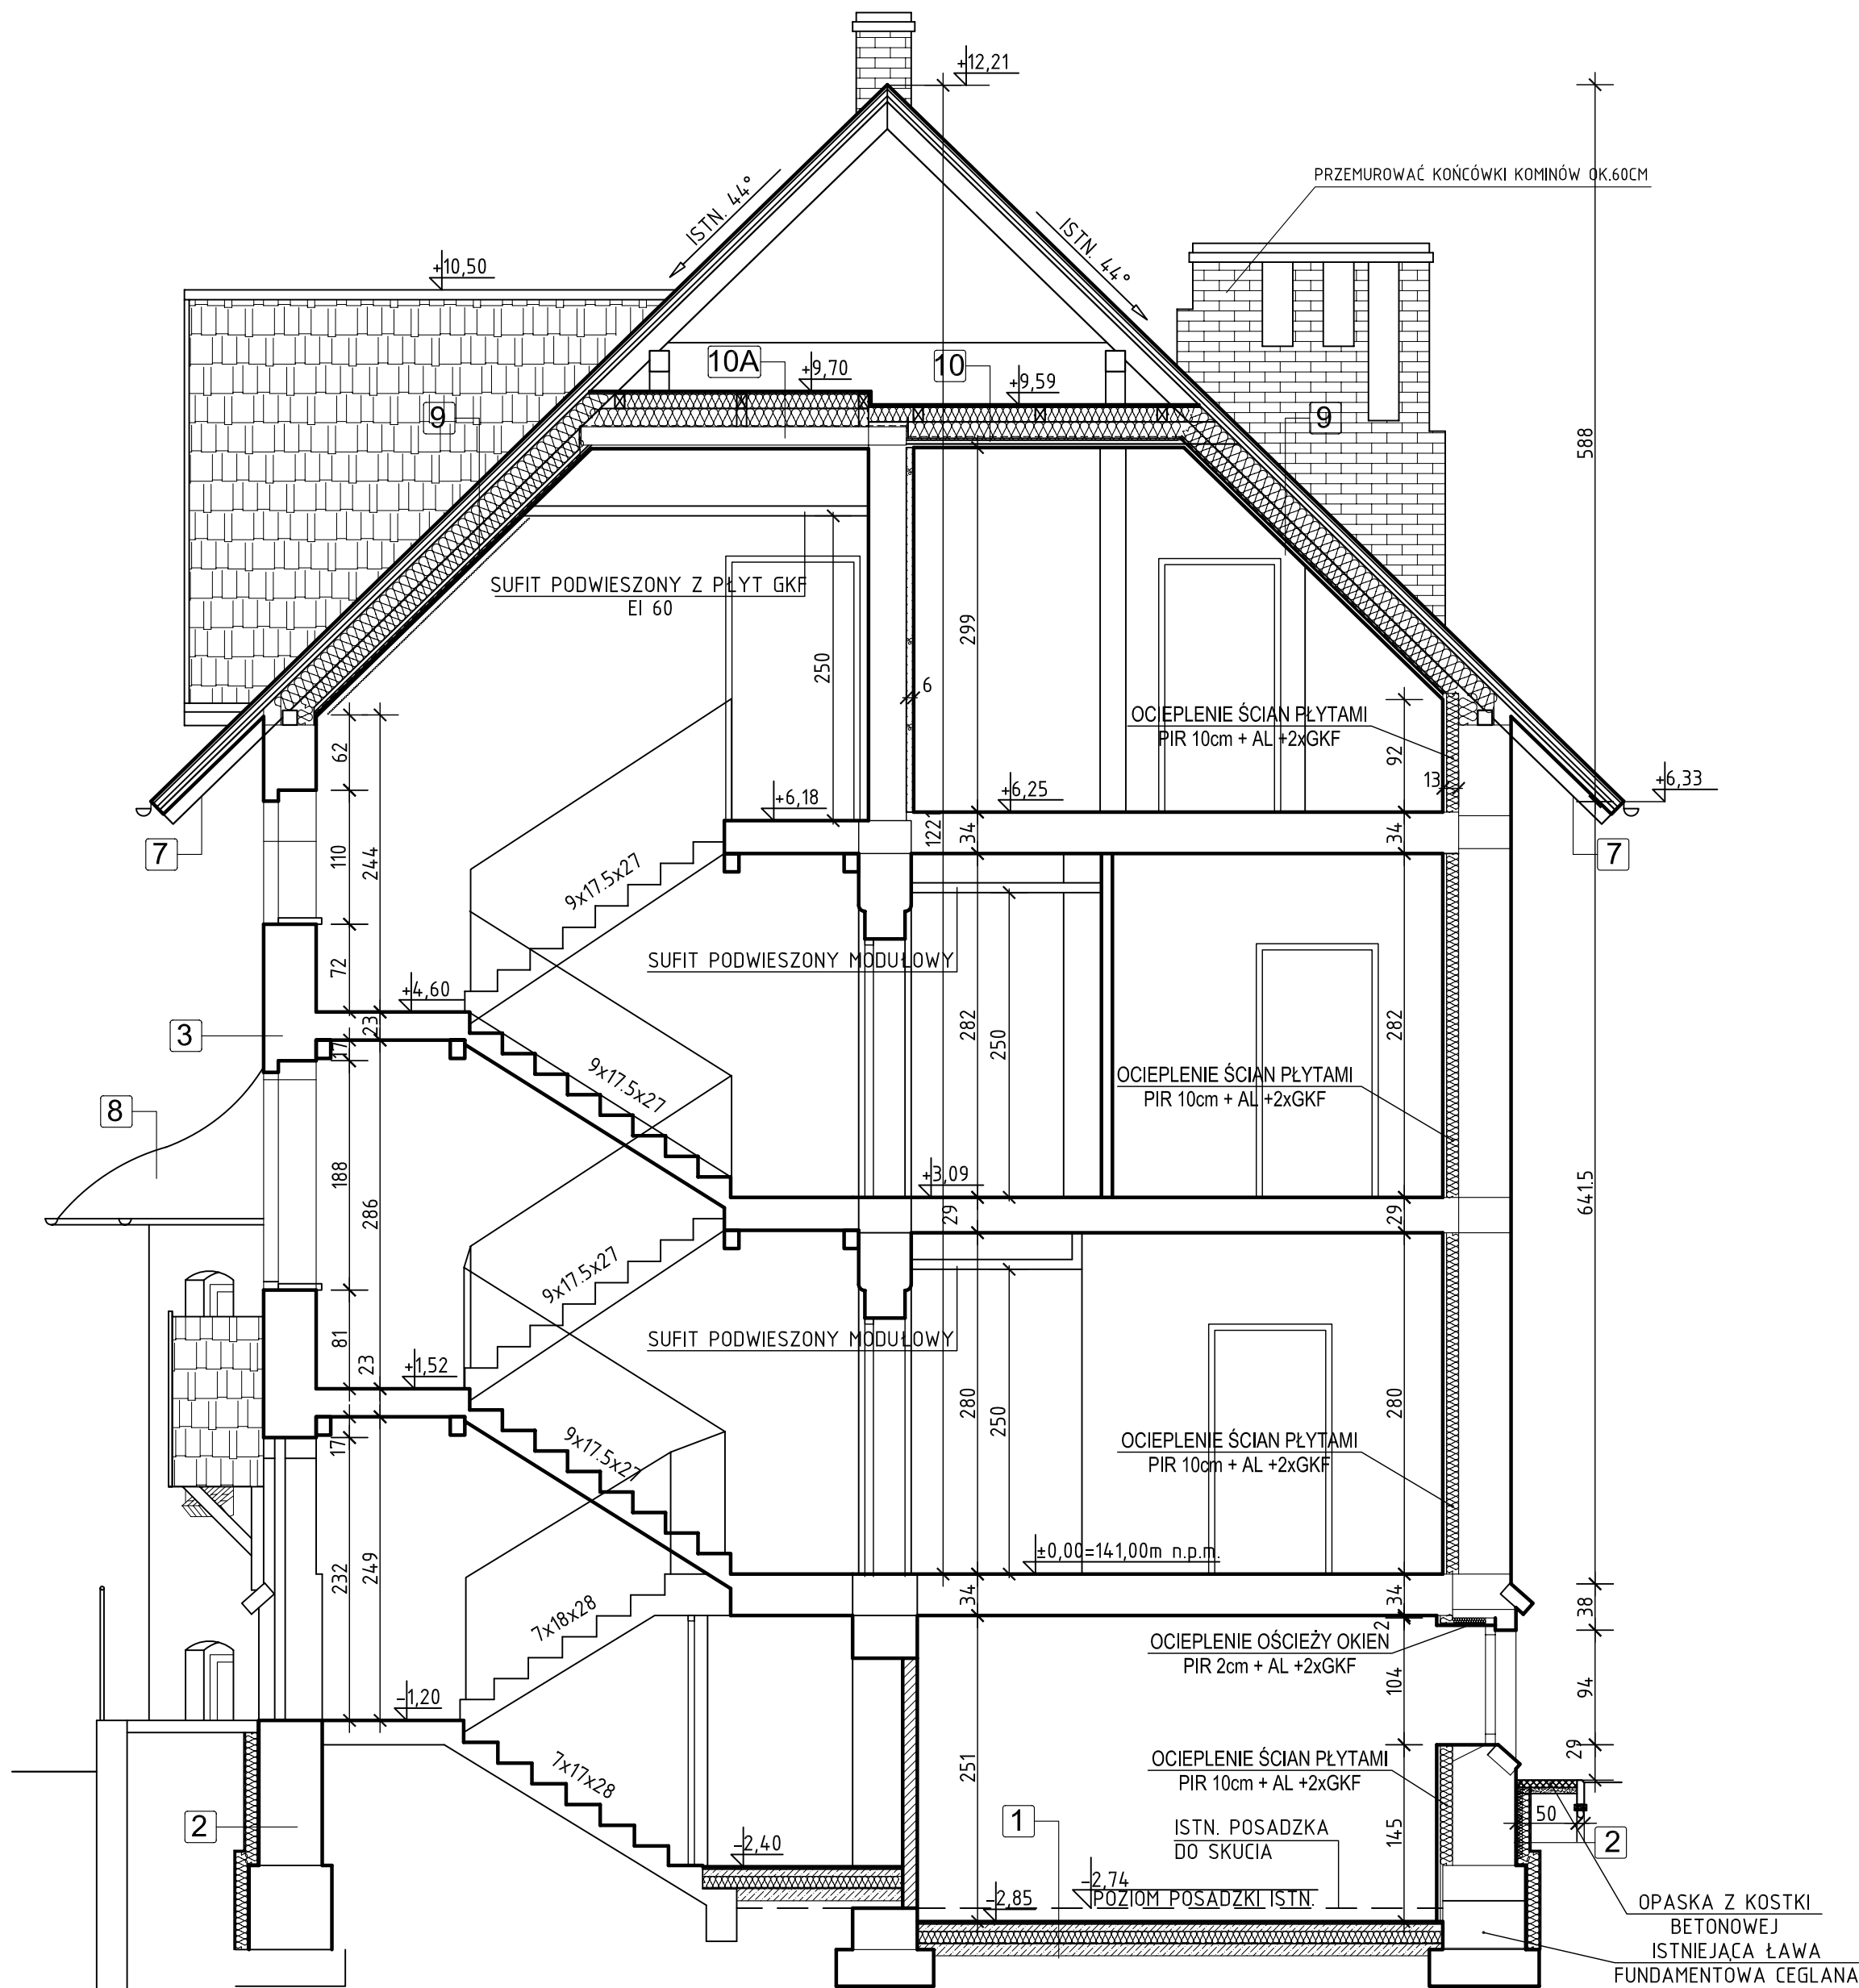 +12,21
PRZEMUROWAĆ KOŃCÓWKI KOMINÓW OK.60CM
ISTN. 44°
ISTN. 44°
+10,50
10A
+9,70
10
+9,59
9
9
588
SUFIT PODWIESZONY Z PŁYT GKF
EI 60
250
299
6
OCIEPLENIE ŚCIAN PŁYTAMI
PIR 10cm + AL +2xGKF
92
13
62
+6,33
+6,18
+6,25
7
110
244
1221
34
34
7
9x17.5x27
72
SUFIT PODWIESZONY MODUŁOWY
+4,60
23
3
17
282
250
282
9x17.5x27
OCIEPLENIE ŚCIAN PŁYTAMI
PIR 10cm + AL +2xGKF
8
188
286
+3,09
641.5
29
29
9x17.5x27
81
SUFIT PODWIESZONY MODUŁOWY
23
+1,52
280
250
280
17
9x17.5x27
OCIEPLENIE ŚCIAN PŁYTAMI
PIR 10cm + AL +2xGKF
±0,00=141,00m n.p.m.
232
249
34
34
38
7x18x28
2
OCIEPLENIE OŚCIEŻY OKIEN
PIR 2cm + AL +2xGKF
104
94
-1,20
29
251
OCIEPLENIE ŚCIAN PŁYTAMI
PIR 10cm + AL +2xGKF
7x17x28
2
1
ISTN. POSADZKA
DO SKUCIA
145
50
2
-2,40
-2,74
POZIOM POSADZKI ISTN.
-2,85
OPASKA Z KOSTKI
BETONOWEJ
ISTNIEJĄCA ŁAWA
FUNDAMENTOWA CEGLANA